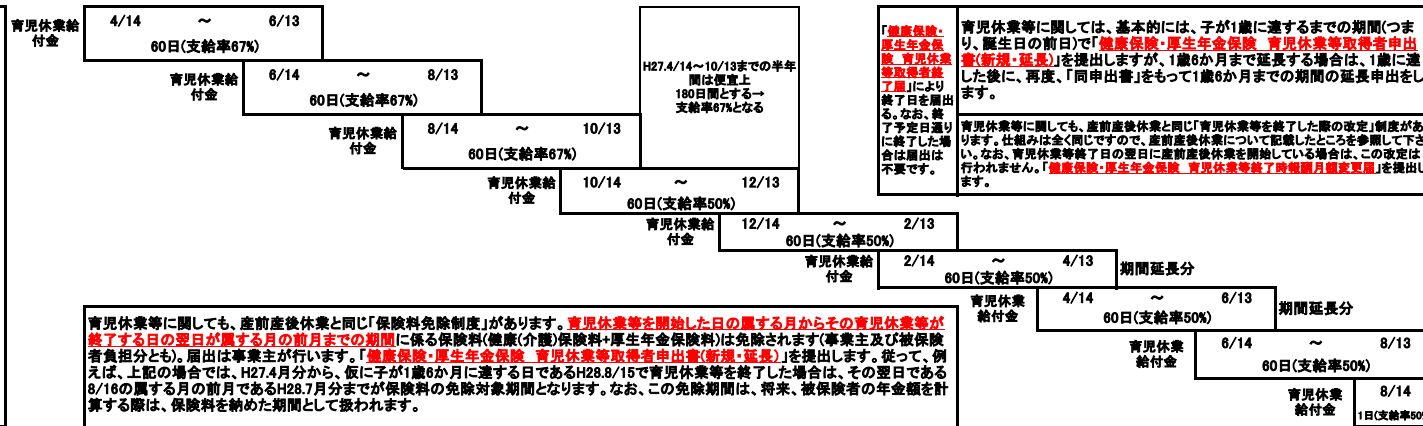 育児休業給
付金
4/14 ～ 6/13
60日(支給率67%)
育児休業給
付金
6/14 ～ 8/13
60日(支給率67%)
育児休業給
付金
8/14 ～ 10/13
60日(支給率67%)
H27.4/14～10/13までの半年
間は便宜上
180日間とする→
支給率67%となる
育児休業給
付金
10/14 ～ 12/13
60日(支給率50%)
育児休業給
付金
12/14 ～ 2/13
60日(支給率50%)
育児休業給
付金
2/14 ～ 4/13
60日(支給率50%)
期間延長分
育児休業
給付金
4/14 ～ 6/13
60日(支給率50%)
期間延長分
育児休業
給付金
6/14 ～ 8/13
60日(支給率50%)
育児休業
給付金
8/14
1日(支給率50%
「健康保険・
厚生年金保
険 育児休業
等取得者終
了届」により
終了日を届出
る。なお、終
了予定日通り
に終了した場
合は届出は
不要です。
育児休業等に関しては、基本的には、子が1歳に達するまでの期間(つま
り、誕生日の前日)で「健康保険・厚生年金保険 育児休業等取得者申出
書(新規・延長)」を提出しますが、1歳6か月まで延長する場合は、1歳に達
した後に、再度、「同申出書」をもって1歳6か月までの期間の延長申出をし
ます。
育児休業等に関しても、産前産後休業と同じ「育児休業等を終了した際の改定」制度があ
ります。仕組みは全く同じですので、産前産後休業について記載したところを参照して下さ
い。なお、育児休業等終了日の翌日に産前産後休業を開始している場合は、この改定は
行われません。「健康保険・厚生年金保険 育児休業等終了時報酬月額変更届」を提出し
ます。
育児休業等に関しても、産前産後休業と同じ「保険料免除制度」があります。育児休業等を開始した日の属する月からその育児休業等が
終了する日の翌日が属する月の前月までの期間に係る保険料(健康(介護)保険料+厚生年金保険料)は免除されます(事業主及び被保険
者負担分とも)。届出は事業主が行います。「健康保険・厚生年金保険 育児休業等取得者申出書(新規・延長)」を提出します。従って、例
えば、上記の場合では、H27.4月分から、仮に子が1歳6か月に達する日であるH28.8/15で育児休業等を終了した場合は、その翌日である
8/16の属する月の前月であるH28.7月分までが保険料の免除対象期間となります。なお、この免除期間は、将来、被保険者の年金額を計
算する際は、保険料を納めた期間として扱われます。